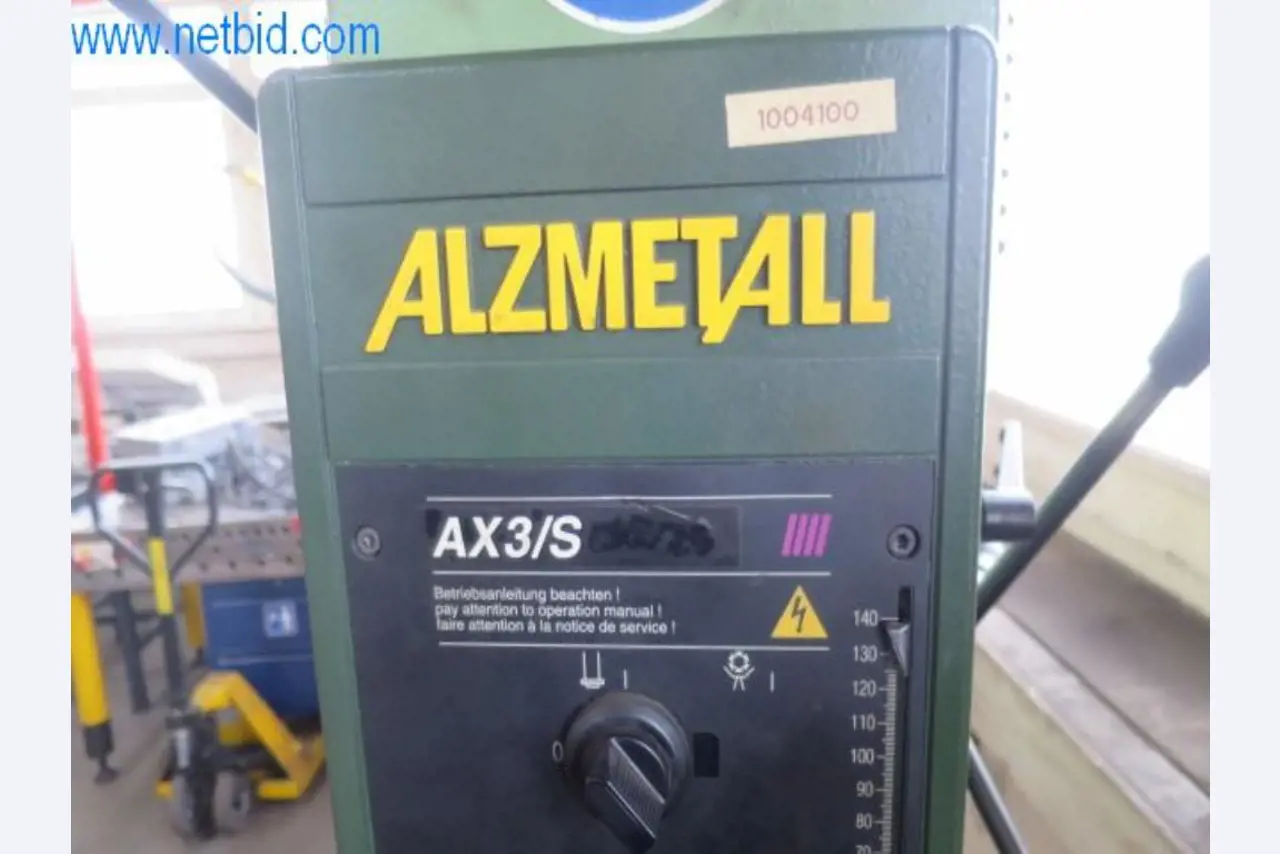 www.netbid.com
1004100
ALZMETALL
AX3/S
Betriebsanleitung beachten !
pay attention to operation manual !
faire attention à la notice de service !
I
I
0
140
130
120
110
100
90
80
70